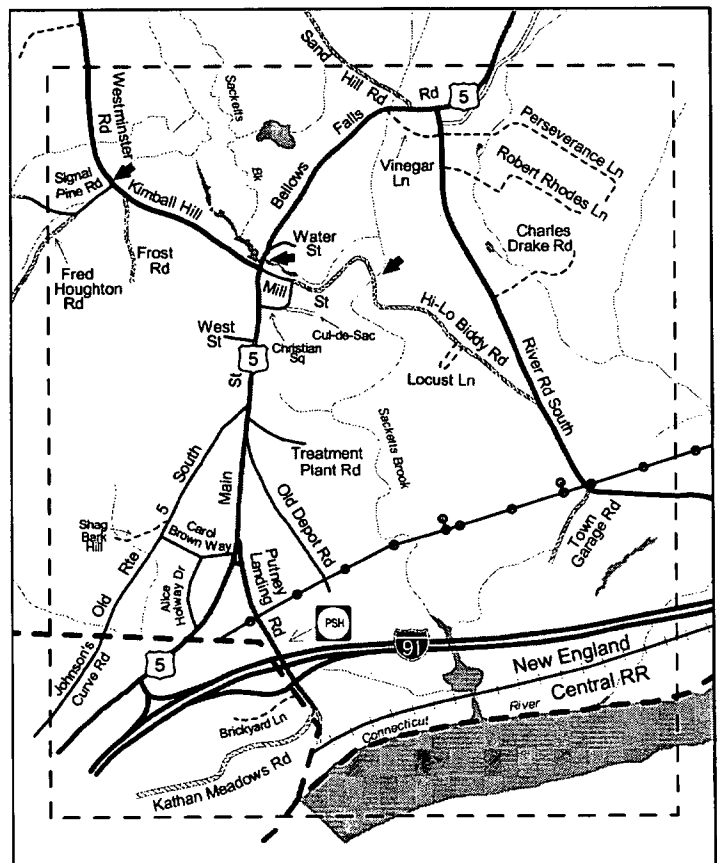 Sand
Hill Rd
Westminster
Rd
Sacketts
Bk
Bellows
Falls
Rd
5
Perseverance Ln
Robert Rhodes Ln
Vinegar
Ln
Signal
Pine Rd
Kimball Hill
Charles
Drake Rd
Water
St
Frost
Rd
Fred
Houghton
Rd
Mill
St
Cul-de-Sac
Christian
Sq
West
St
5
Hi-Lo Biddy Rd
Locust Ln
River Rd South
Main
St
Sacketts Brook
Treatment
Plant Rd
Old Depot Rd
Old Rte. 5 South
Shag
Bark
Hill
Carol
Brown Way
Alice
Holway Dr
Putney
Landing
Rd
Town
Garage Rd
PSH
Johnson's
Curve Rd
5
91
New England
Central RR
Brickyard Ln
Connecticut
River
Kathan Meadows Rd